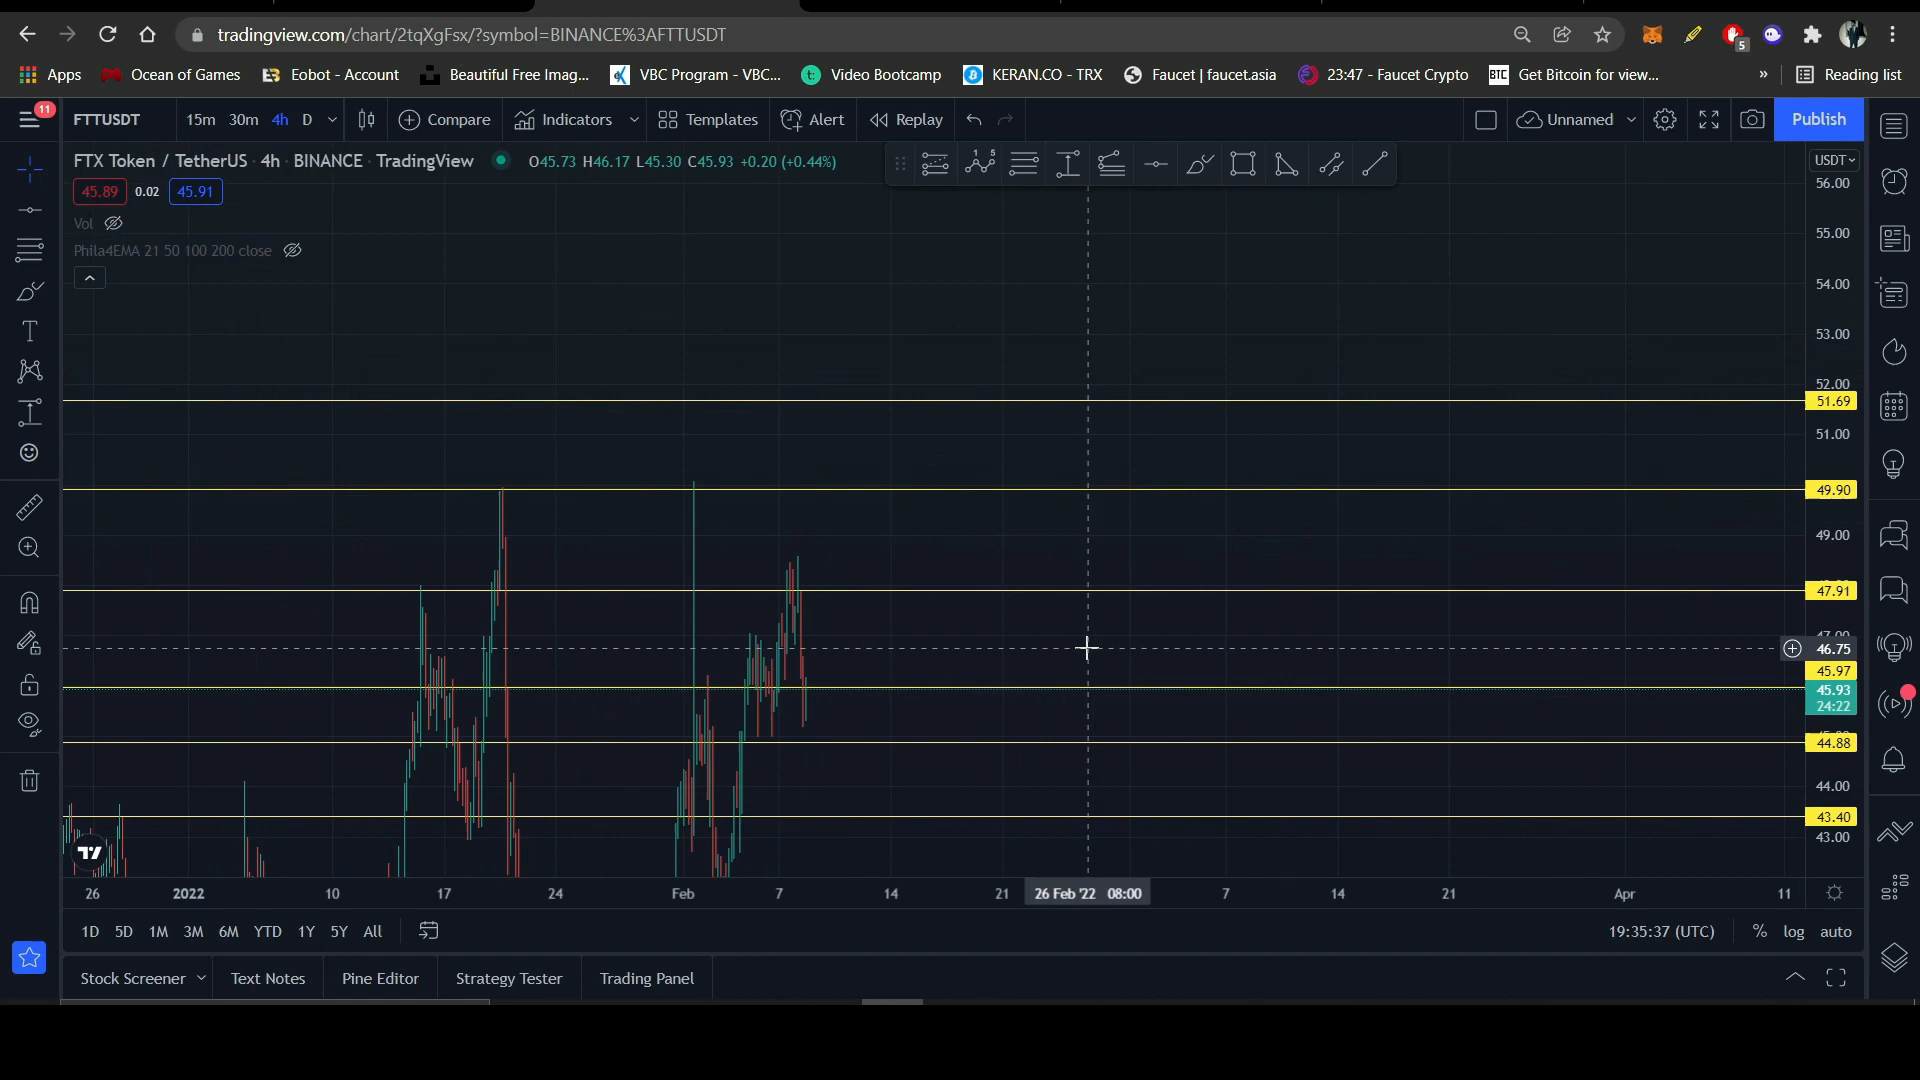 tradingview.com/chart/2tqXgFsx/?symbol=BINANCE%3AFTTUSDT
5
Apps Ocean of Games Eobot - Account Beautiful Free Imag... VBC Program - VBC... Video Bootcamp KERAN.CO - TRX Faucet | faucet.asia 23:47 - Faucet Crypto BTC Get Bitcoin for view... » Reading list
11
FTTUSDT 15m 30m 4h D Compare Indicators Templates Alert Replay Unnamed Publish
FTX Token / TetherUS · 4h · BINANCE · TradingView O45.73 H46.17 L45.30 C45.93 +0.20 (+0.44%)
1 5
USDT
45.89 0.02 45.91
Vol
Phila4EMA 21 50 100 200 close
56.00
55.00
54.00
53.00
52.00
51.69
51.00
49.90
49.00
47.91
47.00
46.75
45.97
45.93
24:22
44.88
44.00
43.40
43.00
26 2022 10 17 24 Feb 7 14 21 26 Feb '22 08:00 7 14 21 Apr 11
1D 5D 1M 3M 6M YTD 1Y 5Y All 19:35:37 (UTC) % log auto
Stock Screener Text Notes Pine Editor Strategy Tester Trading Panel